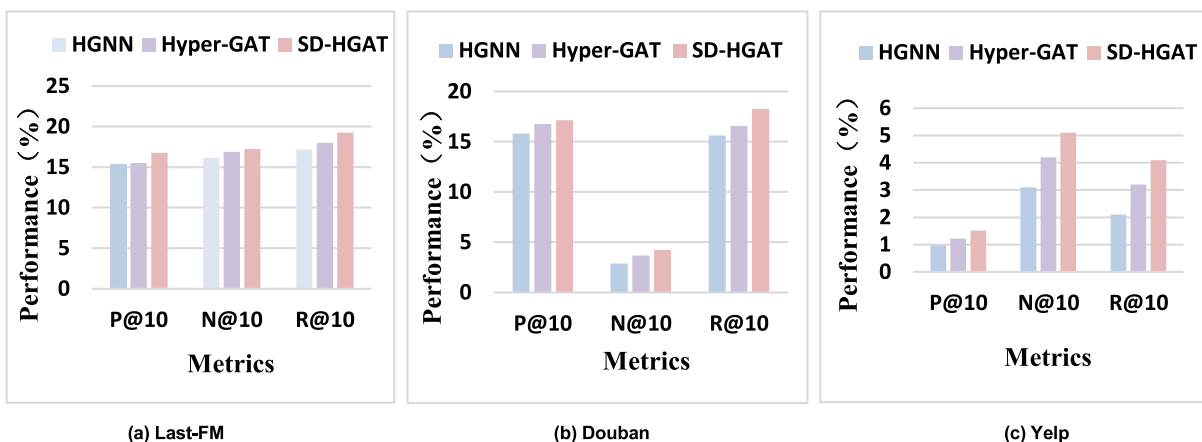 HGNN Hyper-GAT SD-HGAT
25
20
15
10
5
0
Performance（%）
P@10 N@10 R@10
Metrics
(a) Last-FM
HGNN Hyper-GAT SD-HGAT
20
15
10
5
0
Performance（%）
P@10 N@10 R@10
Metrics
(b) Douban
HGNN Hyper-GAT SD-HGAT
6
5
4
3
2
1
0
Performance（%）
P@10 N@10 R@10
Metrics
(c) Yelp